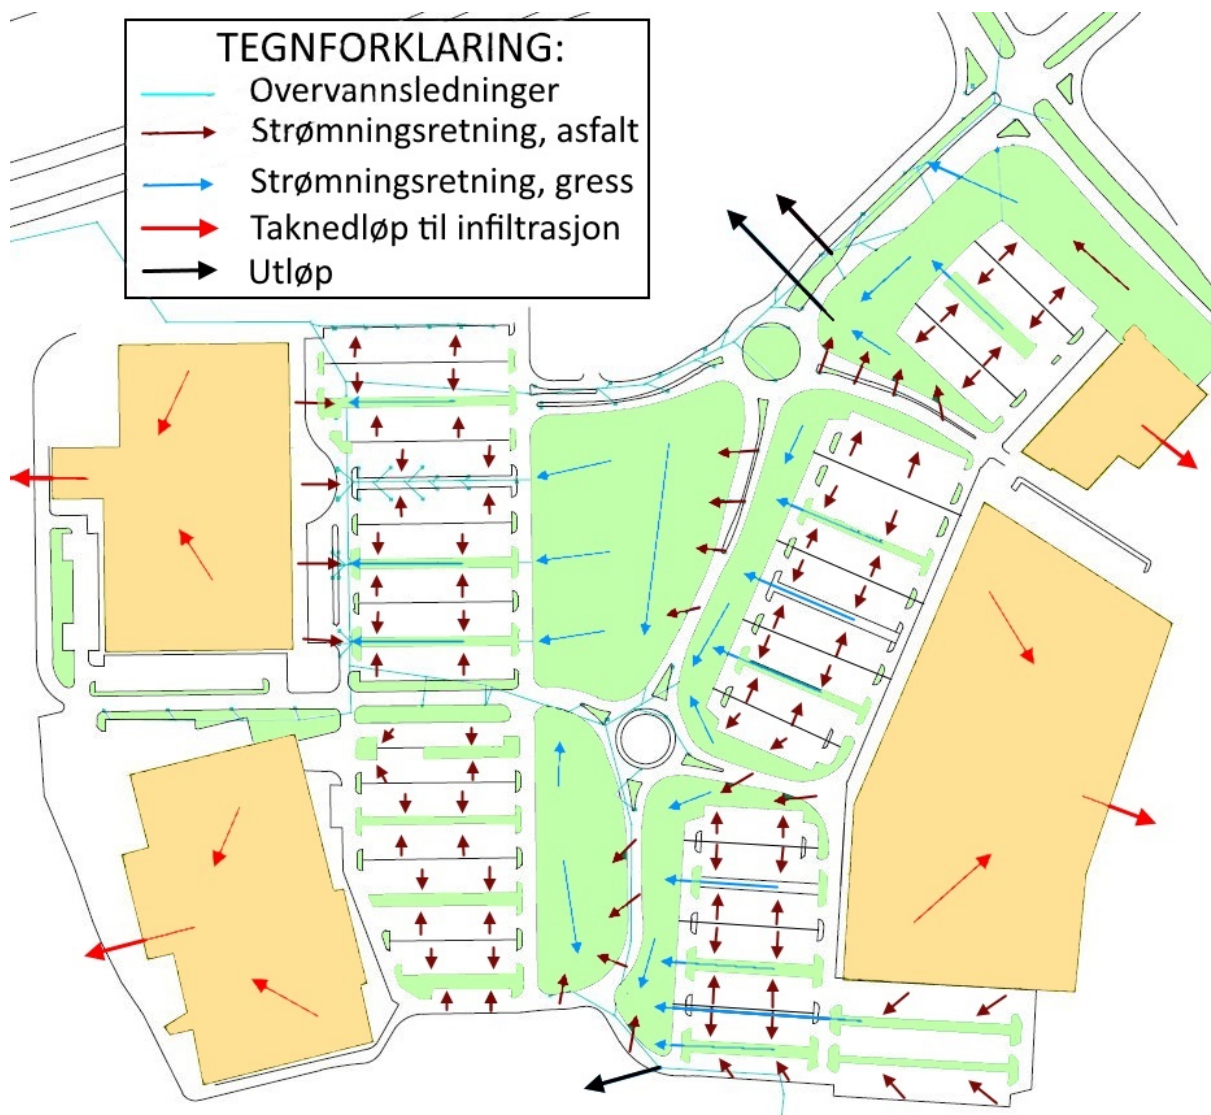 TEGNFORKLARING:
Overvannsledninger
Strømningsretning, asfalt
Strømningsretning, gress
Taknedløp til infiltrasjon
Utløp